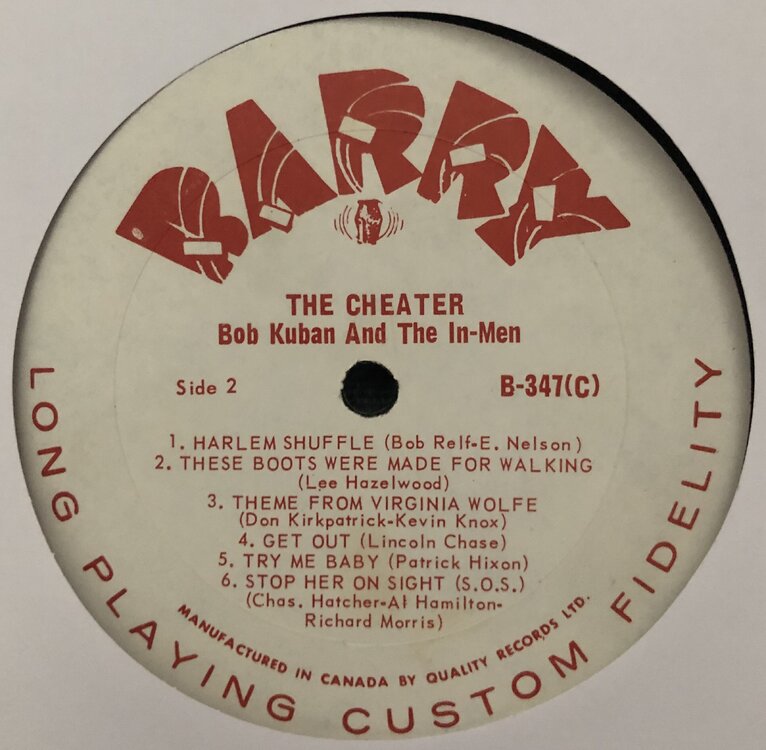 BARRY
THE CHEATER
Bob Kuban And The In-Men
Side 2
B-347(C)
1. HARLEM SHUFFLE (Bob Relf-E. Nelson)
2. THESE BOOTS WERE MADE FOR WALKING
(Lee Hazelwood)
3. THEME FROM VIRGINIA WOLFE
(Don Kirkpatrick-Kevin Knox)
4. GET OUT (Lincoln Chase)
5. TRY ME BABY (Patrick Hixon)
6. STOP HER ON SIGHT (S.O.S.)
(Chas. Hatcher-Al Hamilton-
Richard Morris)
MANUFACTURED IN CANADA BY QUALITY RECORDS LTD.
LONG PLAYING CUSTOM FIDELITY